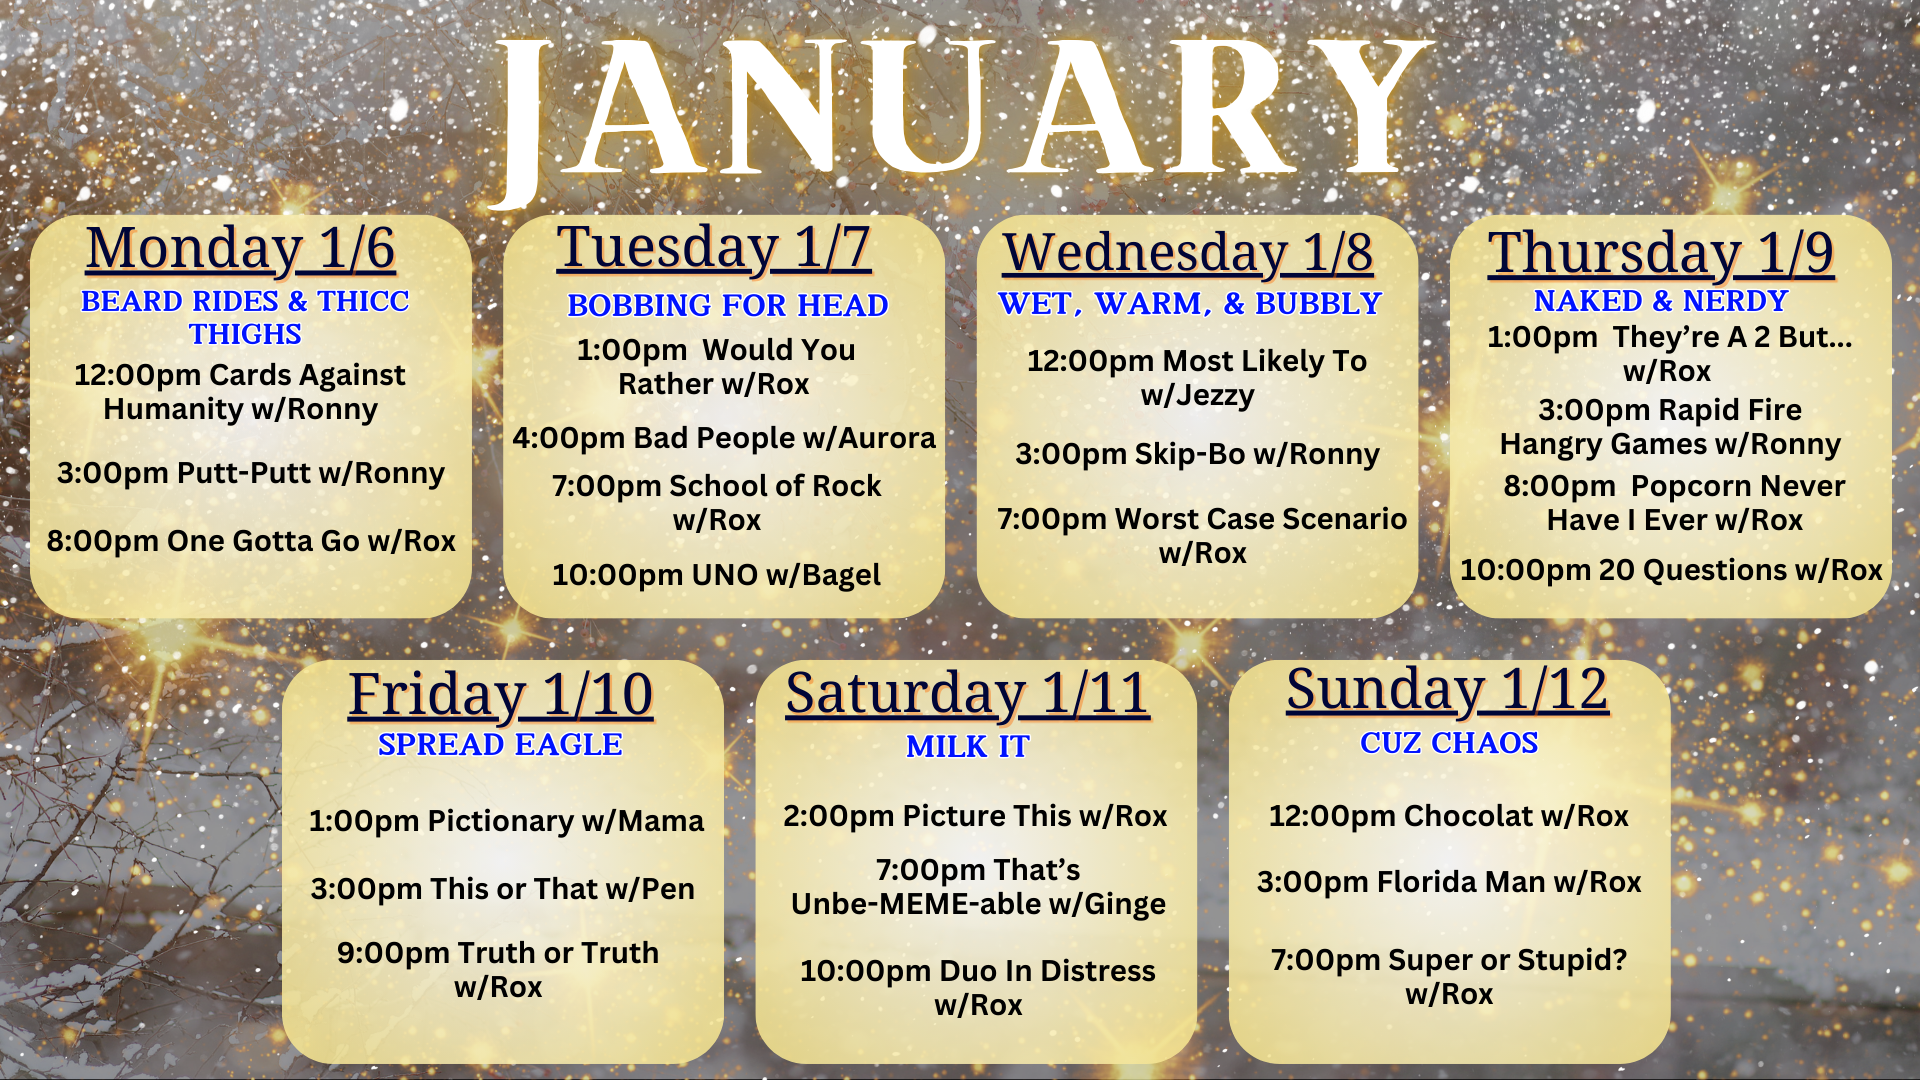 JANUARY
Monday 1/6
BEARD RIDES & THICC
THIGHS
12:00pm Cards Against
Humanity w/Ronny
3:00pm Putt-Putt w/Ronny
8:00pm One Gotta Go w/Rox
Tuesday 1/7
BOBBING FOR HEAD
1:00pm Would You
Rather w/Rox
4:00pm Bad People w/Aurora
7:00pm School of Rock
w/Rox
10:00pm UNO w/Bagel
Wednesday 1/8
WET, WARM, & BUBBLY
12:00pm Most Likely To
w/Jezzy
3:00pm Skip-Bo w/Ronny
7:00pm Worst Case Scenario
w/Rox
Thursday 1/9
NAKED & NERDY
1:00pm They’re A 2 But...
w/Rox
3:00pm Rapid Fire
Hangry Games w/Ronny
8:00pm Popcorn Never
Have I Ever w/Rox
10:00pm 20 Questions w/Rox
Friday 1/10
SPREAD EAGLE
1:00pm Pictionary w/Mama
3:00pm This or That w/Pen
9:00pm Truth or Truth
w/Rox
Saturday 1/11
MILK IT
2:00pm Picture This w/Rox
7:00pm That’s
Unbe-MEME-able w/Ginge
10:00pm Duo In Distress
w/Rox
Sunday 1/12
CUZ CHAOS
12:00pm Chocolat w/Rox
3:00pm Florida Man w/Rox
7:00pm Super or Stupid?
w/Rox